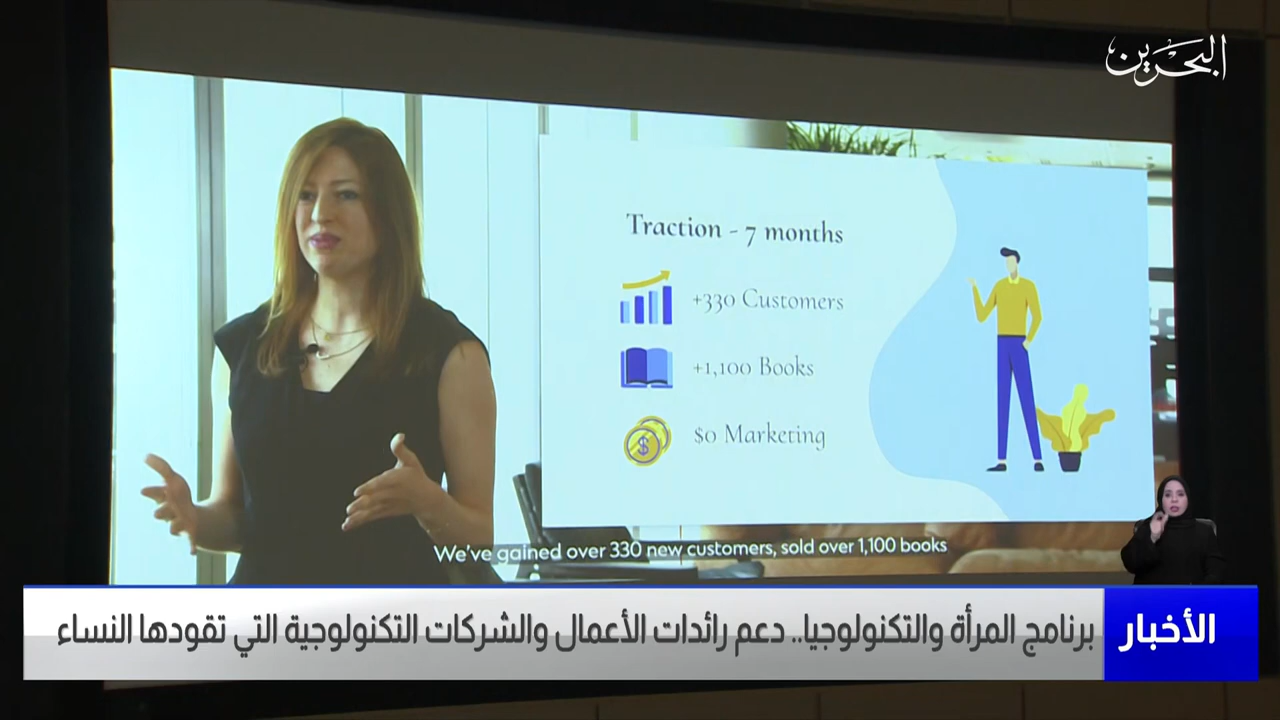 البحرين
Traction - 7 months
+330 Customers
+1,100 Books
$0 Marketing
We've gained over 330 new customers, sold over 1,100 books
الأخبار
برنامج المرأة والتكنولوجيا.. دعم رائدات الأعمال والشركات التكنولوجية التي تقودها النساء